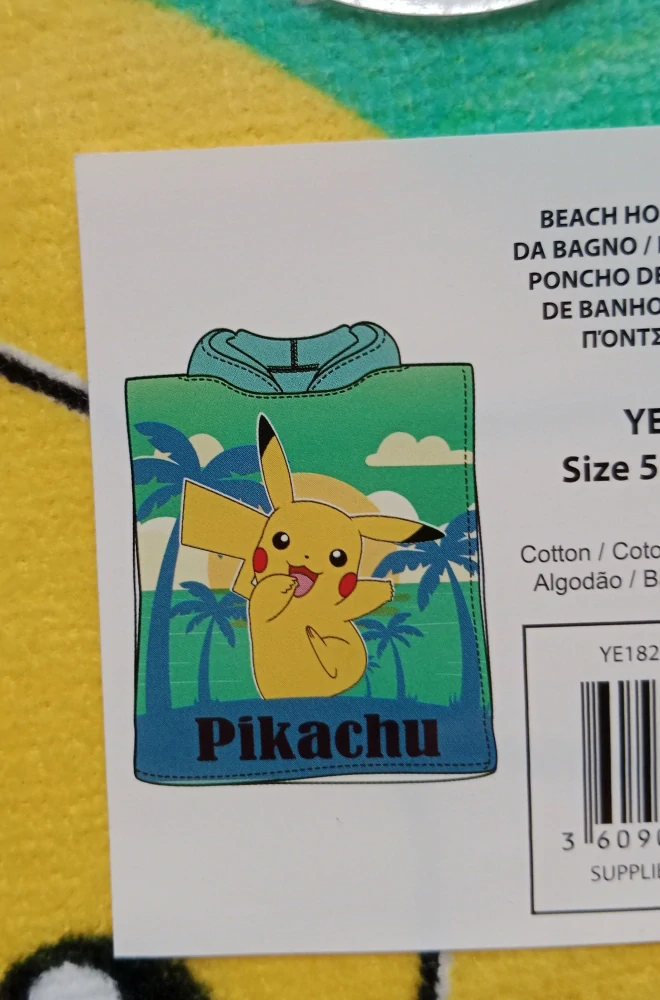 BEACH HO
DA BAGNO /
PONCHO DE
DE BANHO
ΠΌΝΤΣ
YE
Size 5
Cotton / Coto
Algodão / B
Pikachu
YE182
3 6090
SUPPLIE